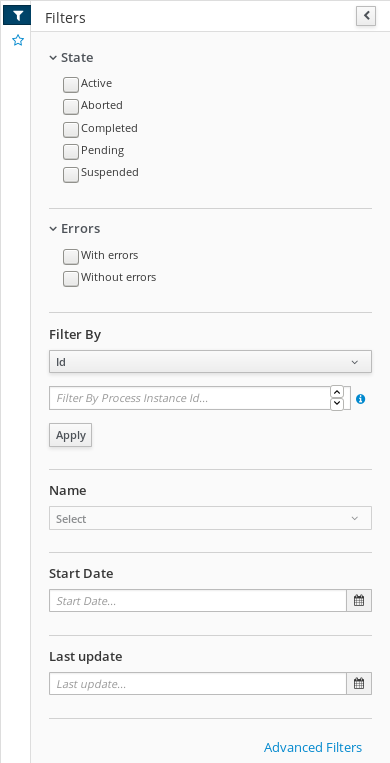 Filters
State
Active
Aborted
Completed
Pending
Suspended
Errors
With errors
Without errors
Filter By
Id
Filter By Process Instance Id...
Apply
Name
Select
Start Date
Start Date...
Last update
Last update...
Advanced Filters